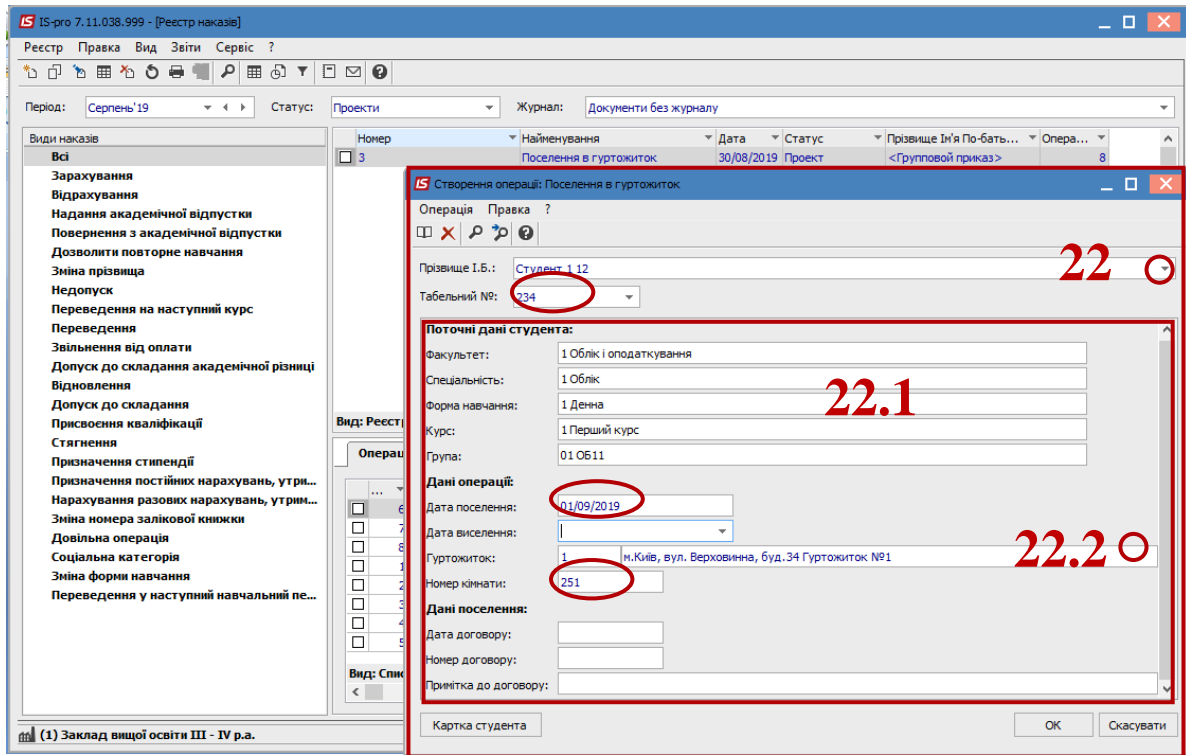 IS-pro 7.11.038.999 - [Реєстр наказів]
Реєстр Правка Вид Звіти Сервіс ?
Період: Серпень'19 Статус: Проекти Журнал: Документи без журналу
Види наказів
Всі
Зарахування
Відрахування
Надання академічної відпустки
Повернення з академічної відпустки
Дозволити повторне навчання
Зміна прізвища
Недопуск
Переведення на наступний курс
Переведення
Звільнення від оплати
Допуск до складання академічної різниці
Відновлення
Допуск до складання
Присвоєння кваліфікації
Стягнення
Призначення стипендії
Призначення постійних нарахувань, утри...
Нарахування разових нарахувань, утрим...
Зміна номера залікової книжки
Довільна операція
Соціальна категорія
Зміна форми навчання
Переведення у наступний навчальний пе...
Номер Найменування Дата Статус Прізвище Ім'я По-бать... Опера...
3 Поселення в гуртожиток 30/08/2019 Проект <Групповой приказ> 8
Вид: Реєстр
Операц
...
6
7
8
1
2
3
4
5
Вид: Спис
(1) Заклад вищої освіти III - IV р.а.
Створення операції: Поселення в гуртожиток
Операція Правка ?
Прізвище І.Б.: Студент 1 12
22
Табельний №: 234
Поточні дані студента:
Факультет: 1 Облік і оподаткування
Спеціальність: 1 Облік
22.1
Форма навчання: 1 Денна
Курс: 1 Перший курс
Група: 01 ОБ11
Дані операції:
Дата поселення: 01/09/2019
Дата виселення:
22.2
Гуртожиток: 1 м.Київ, вул. Верховинна, буд.34 Гуртожиток №1
Номер кімнати: 251
Дані поселення:
Дата договору:
Номер договору:
Примітка до договору:
Картка студента ОК Скасувати